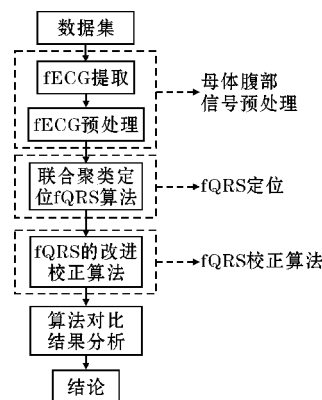 数据集
fECG提取
fECG预处理
母体腹部
信号预处理
联合聚类定
位fQRS算法
fQRS定位
fQRS的改进
校正算法
fQRS校正算法
算法对比
结果分析
结论